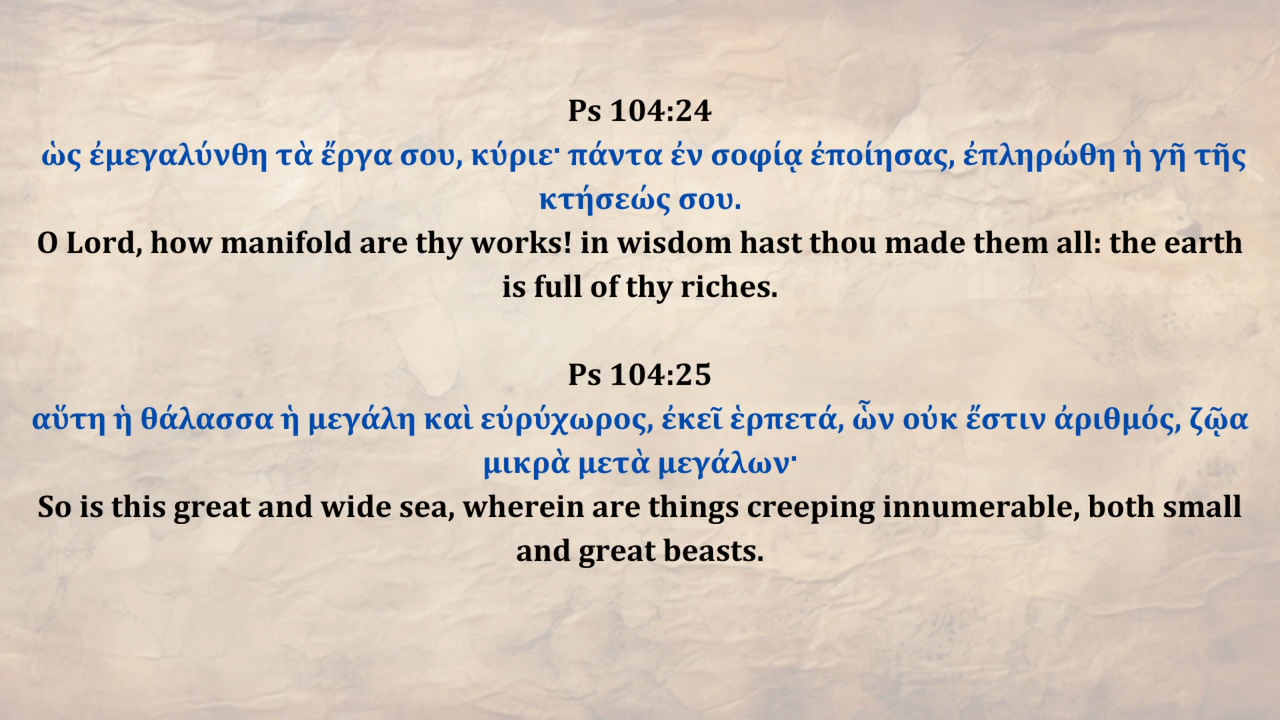 Ps 104:24
ὡς ἐμεγαλύνθη τὰ ἔργα σου, κύριε· πάντα ἐν σοφίᾳ ἐποίησας, ἐπληρώθη ἡ γῆ τῆς
κτήσεώς σου.
O Lord, how manifold are thy works! in wisdom hast thou made them all: the earth
is full of thy riches.
Ps 104:25
αὕτη ἡ θάλασσα ἡ μεγάλη καὶ εὐρύχωρος, ἐκεῖ ἑρπετά, ὧν οὐκ ἔστιν ἀριθμός, ζῷα
μικρὰ μετὰ μεγάλων·
So is this great and wide sea, wherein are things creeping innumerable, both small
and great beasts.